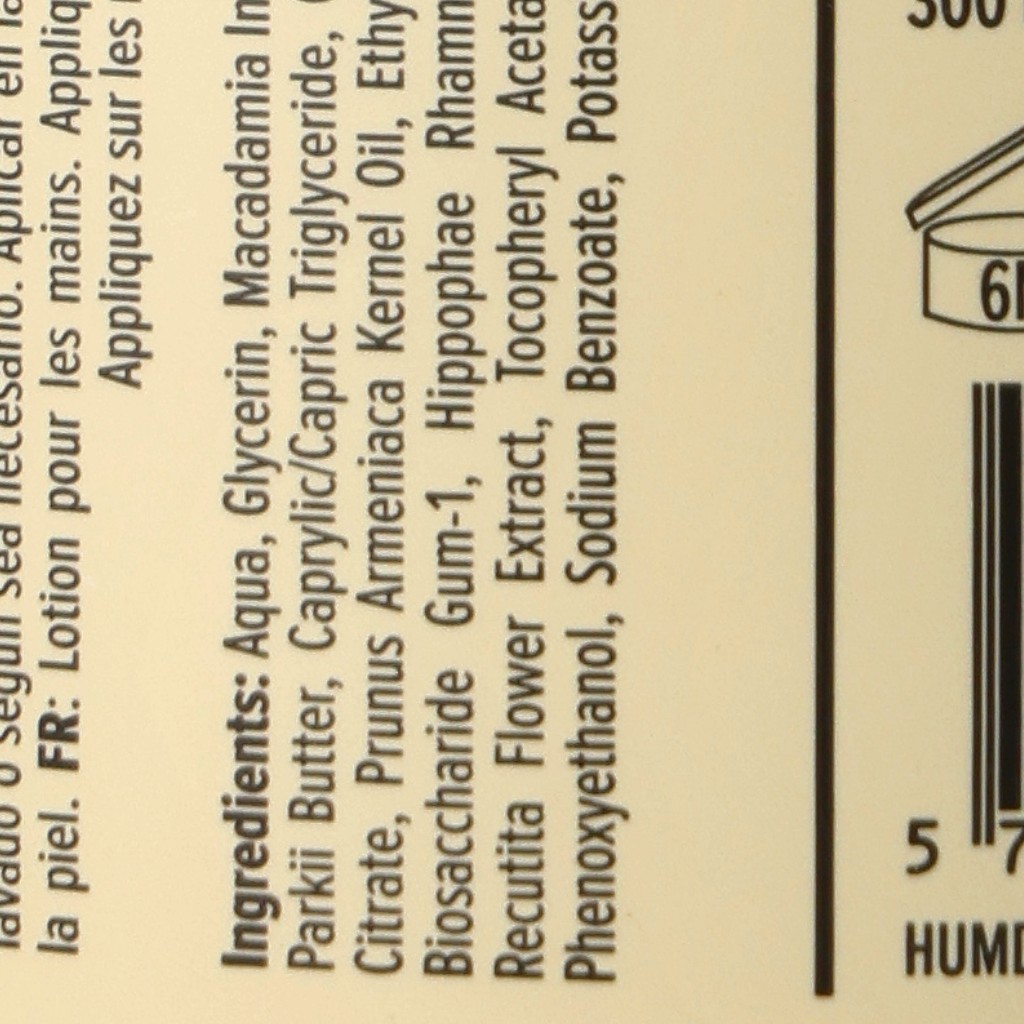 lavado o según sea necesario. Aplicar en la
la piel. FR: Lotion pour les mains. Appliq
Appliquez sur les
Ingredients: Aqua, Glycerin, Macadamia In
Parkii Butter, Caprylic/Capric Triglyceride,
Citrate, Prunus Armeniaca Kernel Oil, Ethy
Biosaccharide Gum-1, Hippophae Rhamn
Recutita Flower Extract, Tocopheryl Aceta
Phenoxyethanol, Sodium Benzoate, Potass
300
6
5 7
HUMD